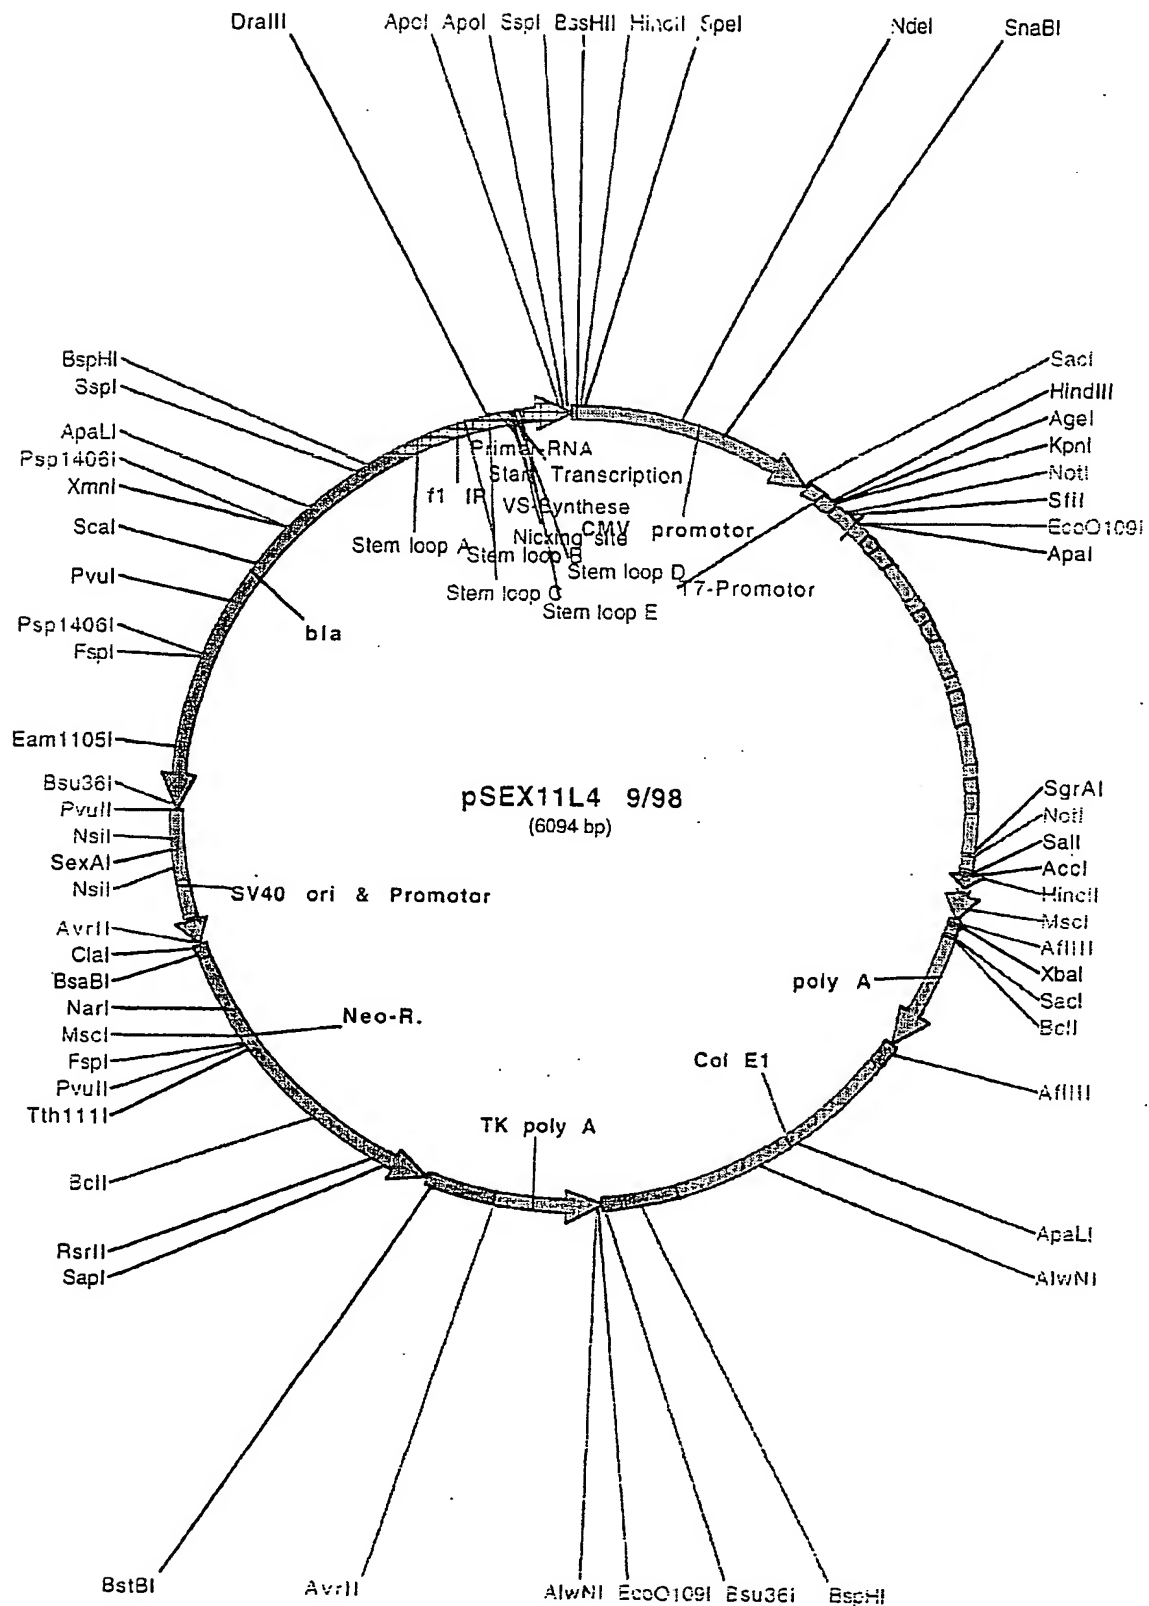 DraIII
ApoI
ApoI
SspI
BssHII
HincII
SpeI
NdeI
SnaBI
BspHI
SspI
ApaLI
Psp1406I
XmnI
ScaI
PvuI
Psp1406I
FspI
Eam1105I
Bsu36I
PvuII
NsiI
SexAI
NsiI
AvrII
ClaI
BsaBI
NarI
MscI
FspI
PvuII
Tth111I
BclI
RsrII
SapI
SacI
HindIII
AgeI
KpnI
NotI
SfiI
EcoO109I
ApaI
Primer-RNA
Start Transcription
f1 IR
VS-Synthese
Nicking site
CMV promotor
Stem loop A
Stem loop B
Stem loop D
Stem loop C
T7-Promotor
Stem loop E
bla
pSEX11L4 9/98
(6094 bp)
SV40 ori & Promotor
SgrAI
NotI
SalI
AccI
HincII
MscI
AflIII
XbaI
SacI
BclI
poly A
Neo-R.
Col E1
AflIII
TK poly A
ApaLI
AlwNI
BstBI
AvrII
AlwNI
EcoO109I
Bsu36I
BspHI